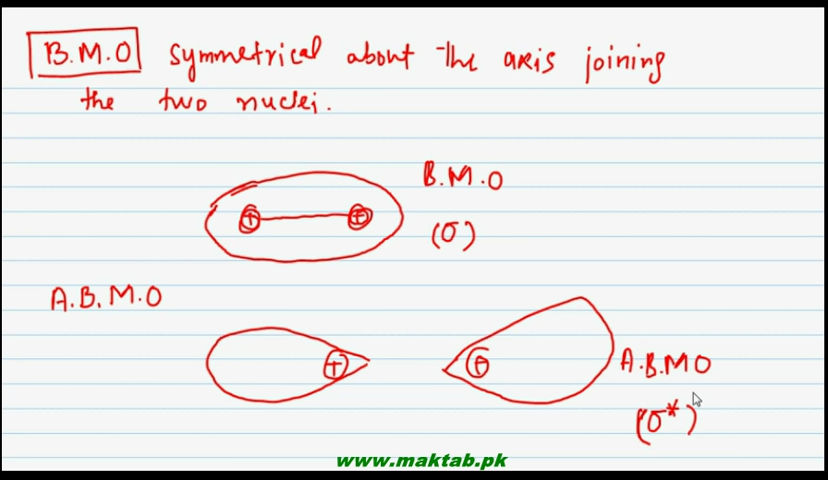 B.M.O symmetrical about the axis joining
the two nuclei.
B.M.O
+ +
(σ)
A.B.M.O
+ +
A.B.M O
(σ*)
www.maktab.pk